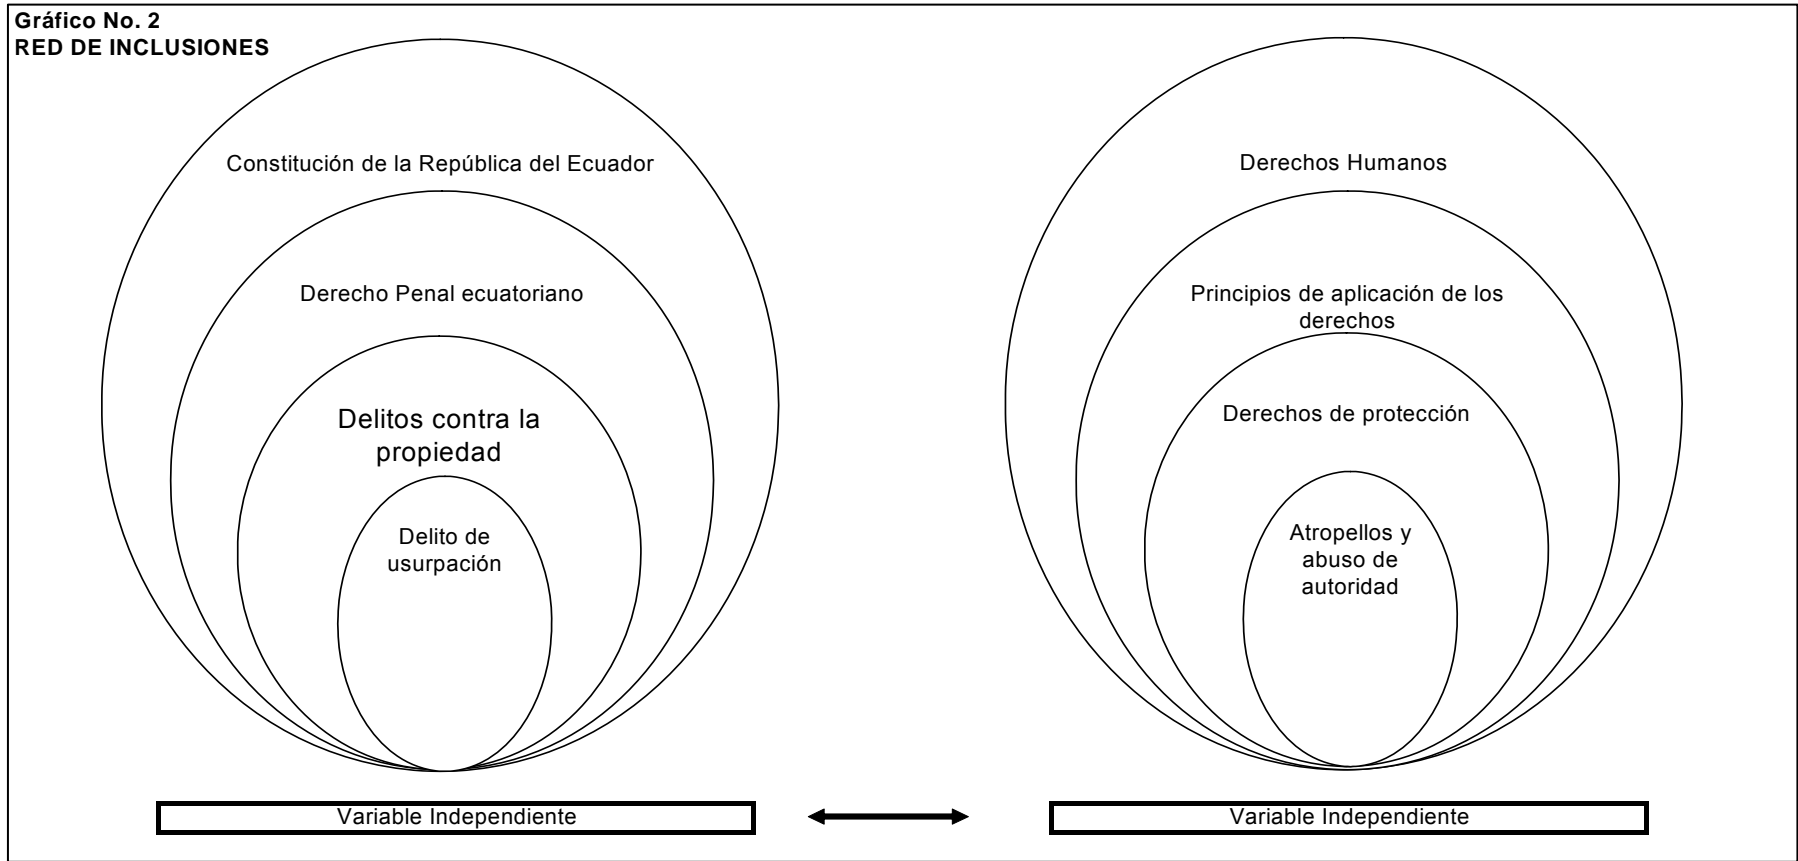 Gráfico No. 2
RED DE INCLUSIONES
Constitución de la República del Ecuador
Derecho Penal ecuatoriano
Delitos contra la
propiedad
Delito de
usurpación
Variable Independiente
Derechos Humanos
Principios de aplicación de los
derechos
Derechos de protección
Atropellos y
abuso de
autoridad
Variable Independiente